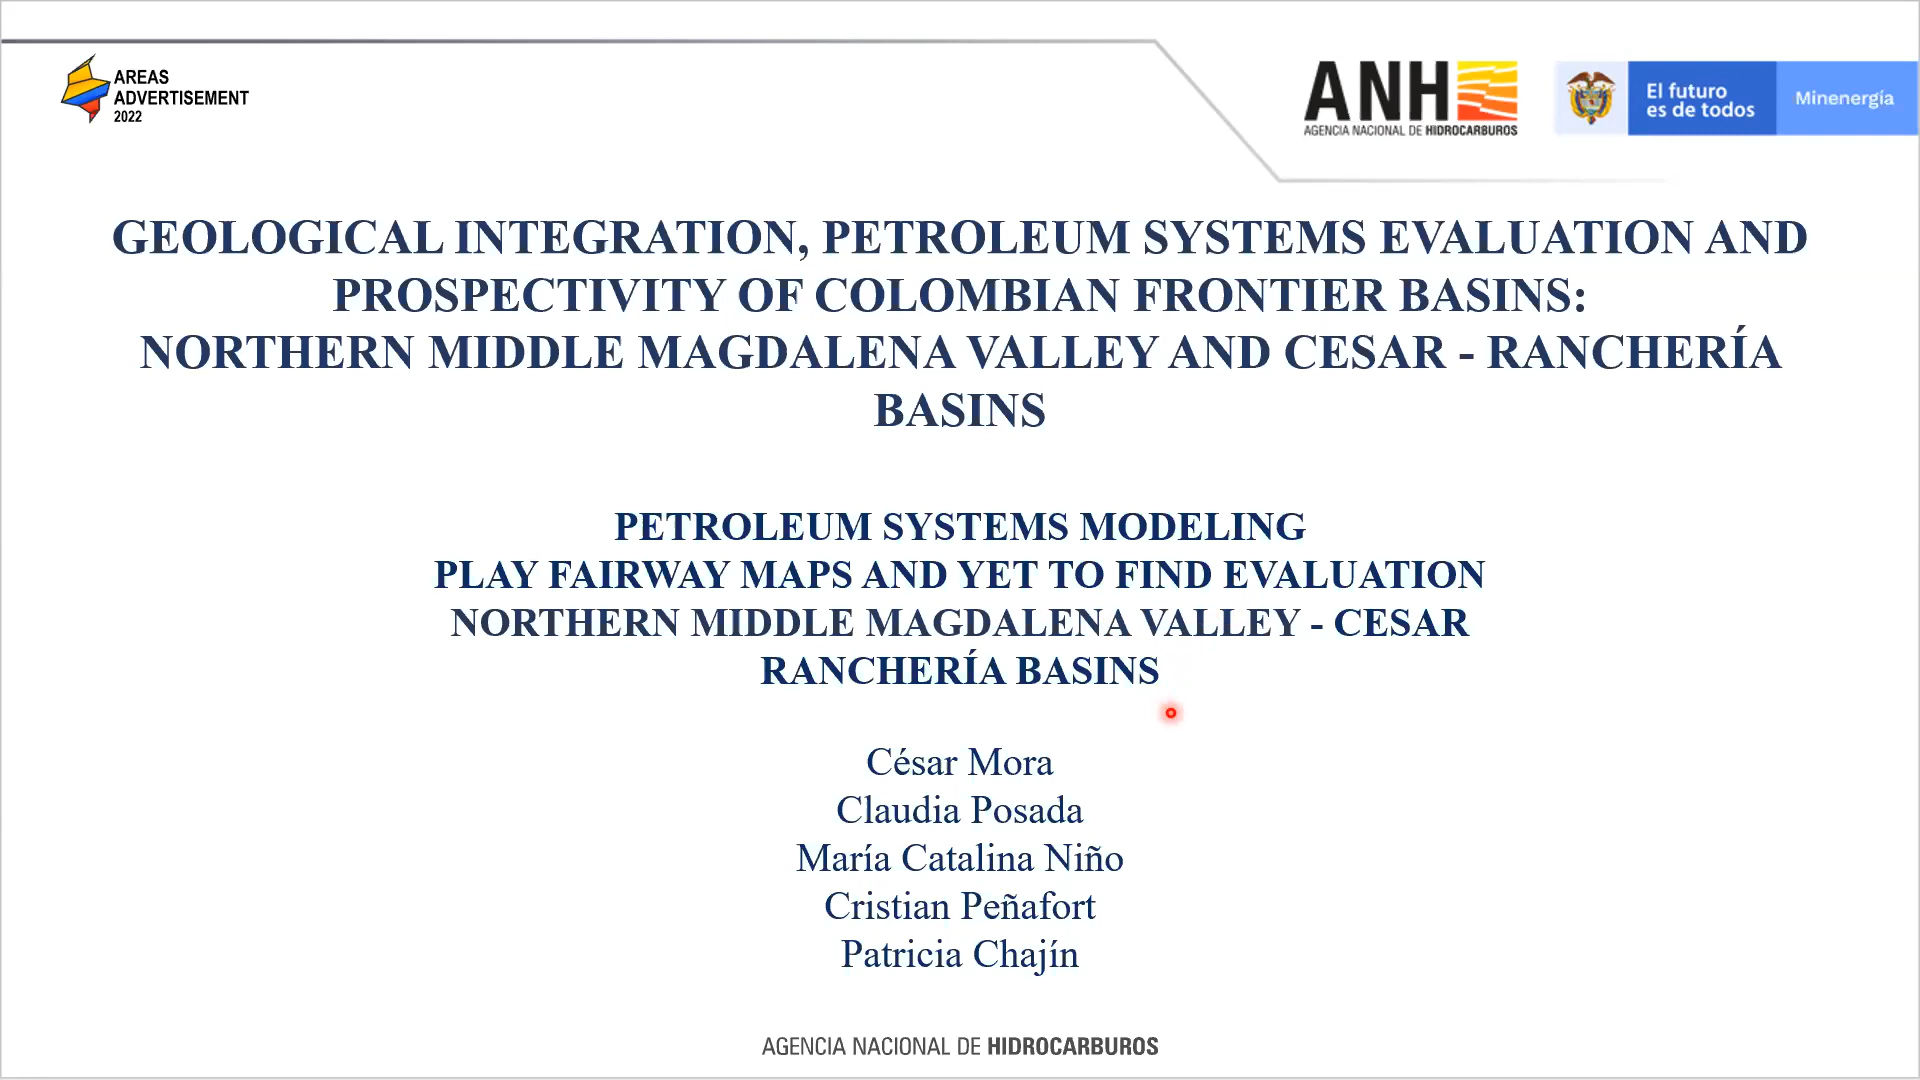 AREAS
ADVERTISEMENT
2022
ANH
AGENCIA NACIONAL DE HIDROCARBUROS
El futuro
es de todos
Minenergía
GEOLOGICAL INTEGRATION, PETROLEUM SYSTEMS EVALUATION AND
PROSPECTIVITY OF COLOMBIAN FRONTIER BASINS:
NORTHERN MIDDLE MAGDALENA VALLEY AND CESAR - RANCHERÍA
BASINS
PETROLEUM SYSTEMS MODELING
PLAY FAIRWAY MAPS AND YET TO FIND EVALUATION
NORTHERN MIDDLE MAGDALENA VALLEY - CESAR
RANCHERÍA BASINS
César Mora
Claudia Posada
María Catalina Niño
Cristian Peñafort
Patricia Chajín
AGENCIA NACIONAL DE HIDROCARBUROS